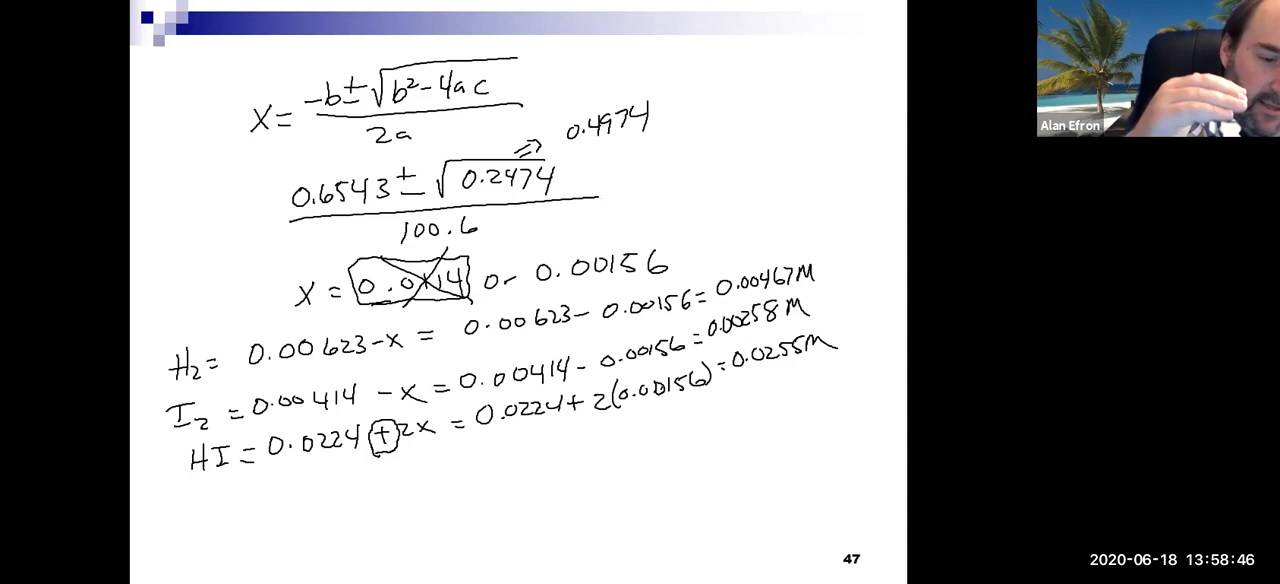 x = -b ± √b² - 4ac
2a
0.6543 ± √0.2474 ⇒ 0.4974
100.6
x = 0.0114 or 0.00156
H₂ = 0.00623 - x = 0.00623 - 0.00156 = 0.00467M
I₂ = 0.00414 - x = 0.00414 - 0.00156 = 0.00258M
HI = 0.0224 + 2x = 0.0224 + 2(0.00156) = 0.0255M
47
Alan Efron
2020-06-18 13:58:46